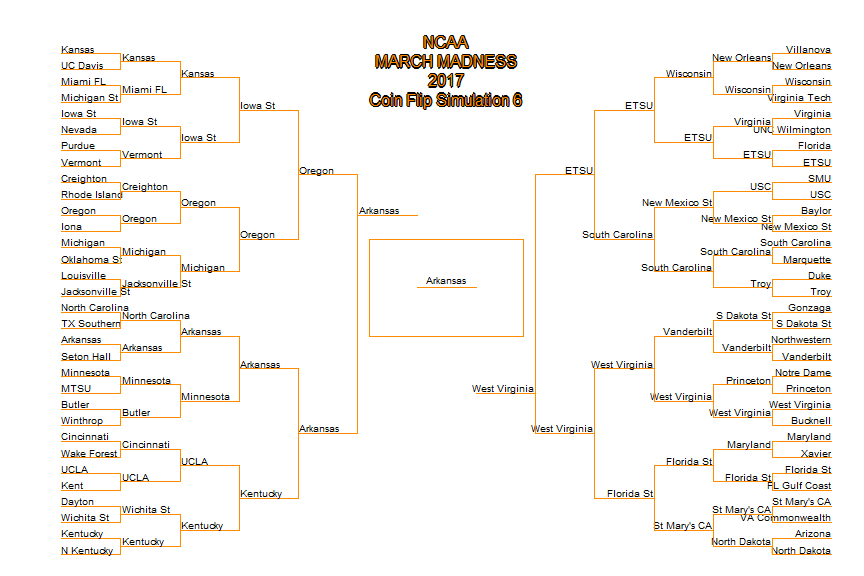 NCAA
MARCH MADNESS
2017
Coin Flip Simulation 6
Kansas
UC Davis
Miami FL
Michigan St
Iowa St
Nevada
Purdue
Vermont
Creighton
Rhode Island
Oregon
Iona
Michigan
Oklahoma St
Louisville
Jacksonville St
North Carolina
TX Southern
Arkansas
Seton Hall
Minnesota
MTSU
Butler
Winthrop
Cincinnati
Wake Forest
UCLA
Kent
Dayton
Wichita St
Kentucky
N Kentucky
Kansas
Miami FL
Iowa St
Vermont
Creighton
Oregon
Michigan
Jacksonville St
North Carolina
Arkansas
Minnesota
Butler
Cincinnati
UCLA
Wichita St
Kentucky
Kansas
Iowa St
Oregon
Michigan
Arkansas
Minnesota
UCLA
Kentucky
Iowa St
Oregon
Arkansas
Kentucky
Oregon
Arkansas
Arkansas
Arkansas
West Virginia
ETSU
West Virginia
ETSU
South Carolina
West Virginia
Florida St
Wisconsin
ETSU
New Mexico St
South Carolina
Vanderbilt
West Virginia
Florida St
St Mary's CA
New Orleans
Wisconsin
Virginia
ETSU
USC
New Mexico St
South Carolina
Troy
S Dakota St
Vanderbilt
Princeton
West Virginia
Maryland
Florida St
St Mary's CA
North Dakota
Villanova
New Orleans
Wisconsin
Virginia Tech
Virginia
UNC Wilmington
Florida
ETSU
SMU
USC
Baylor
New Mexico St
South Carolina
Marquette
Duke
Troy
Gonzaga
S Dakota St
Northwestern
Vanderbilt
Notre Dame
Princeton
West Virginia
Bucknell
Maryland
Xavier
Florida St
FL Gulf Coast
St Mary's CA
VA Commonwealth
Arizona
North Dakota